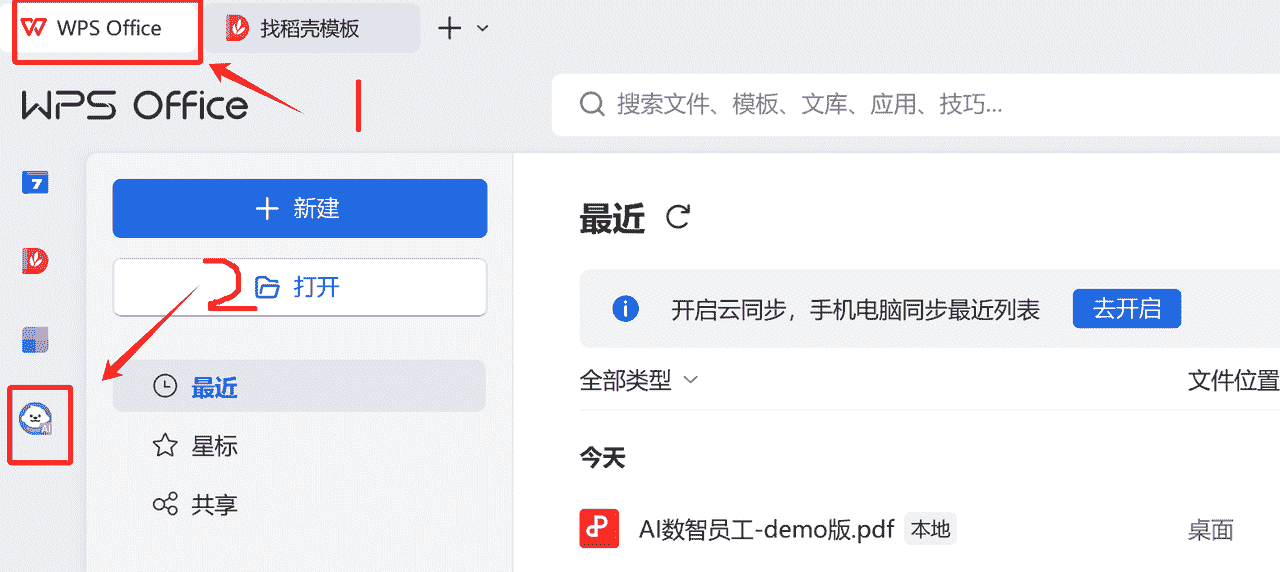 WPS Office 找稻壳模板
1
WPS Office
搜索文件、模板、文库、应用、技巧...
7
新建
最近
2 打开
开启云同步，手机电脑同步最近列表 去开启
最近
全部类型 文件位置
星标
今天
共享
AI数智员工-demo版.pdf 本地 桌面
AI